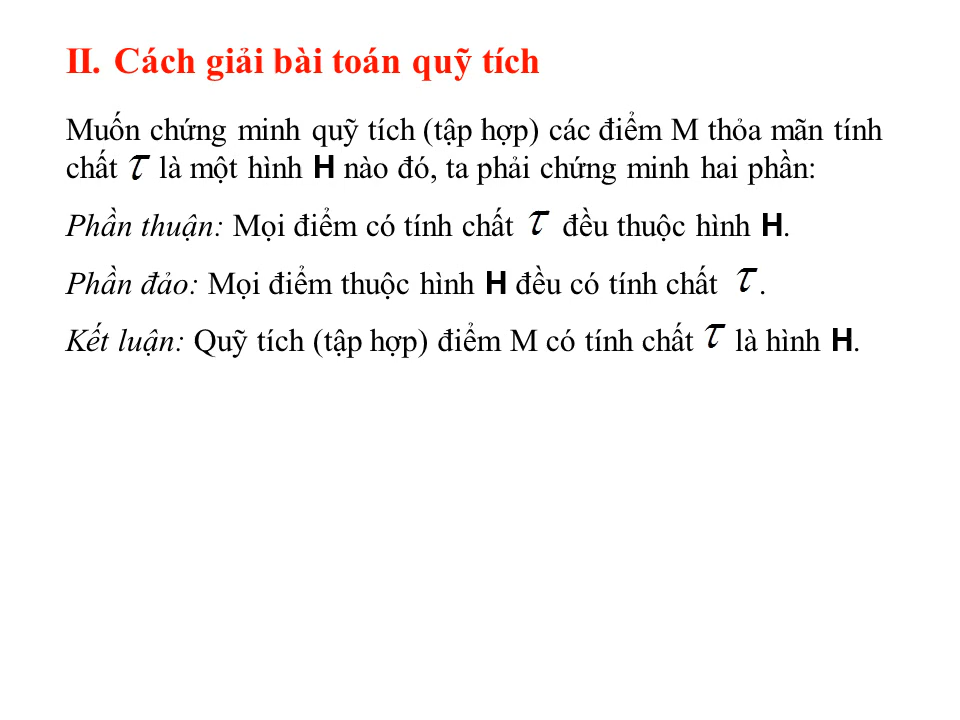 II. Cách giải bài toán quỹ tích
Muốn chứng minh quỹ tích (tập hợp) các điểm M thỏa mãn tính
chất τ là một hình H nào đó, ta phải chứng minh hai phần:
Phần thuận: Mọi điểm có tính chất τ đều thuộc hình H.
Phần đảo: Mọi điểm thuộc hình H đều có tính chất τ.
Kết luận: Quỹ tích (tập hợp) điểm M có tính chất τ là hình H.